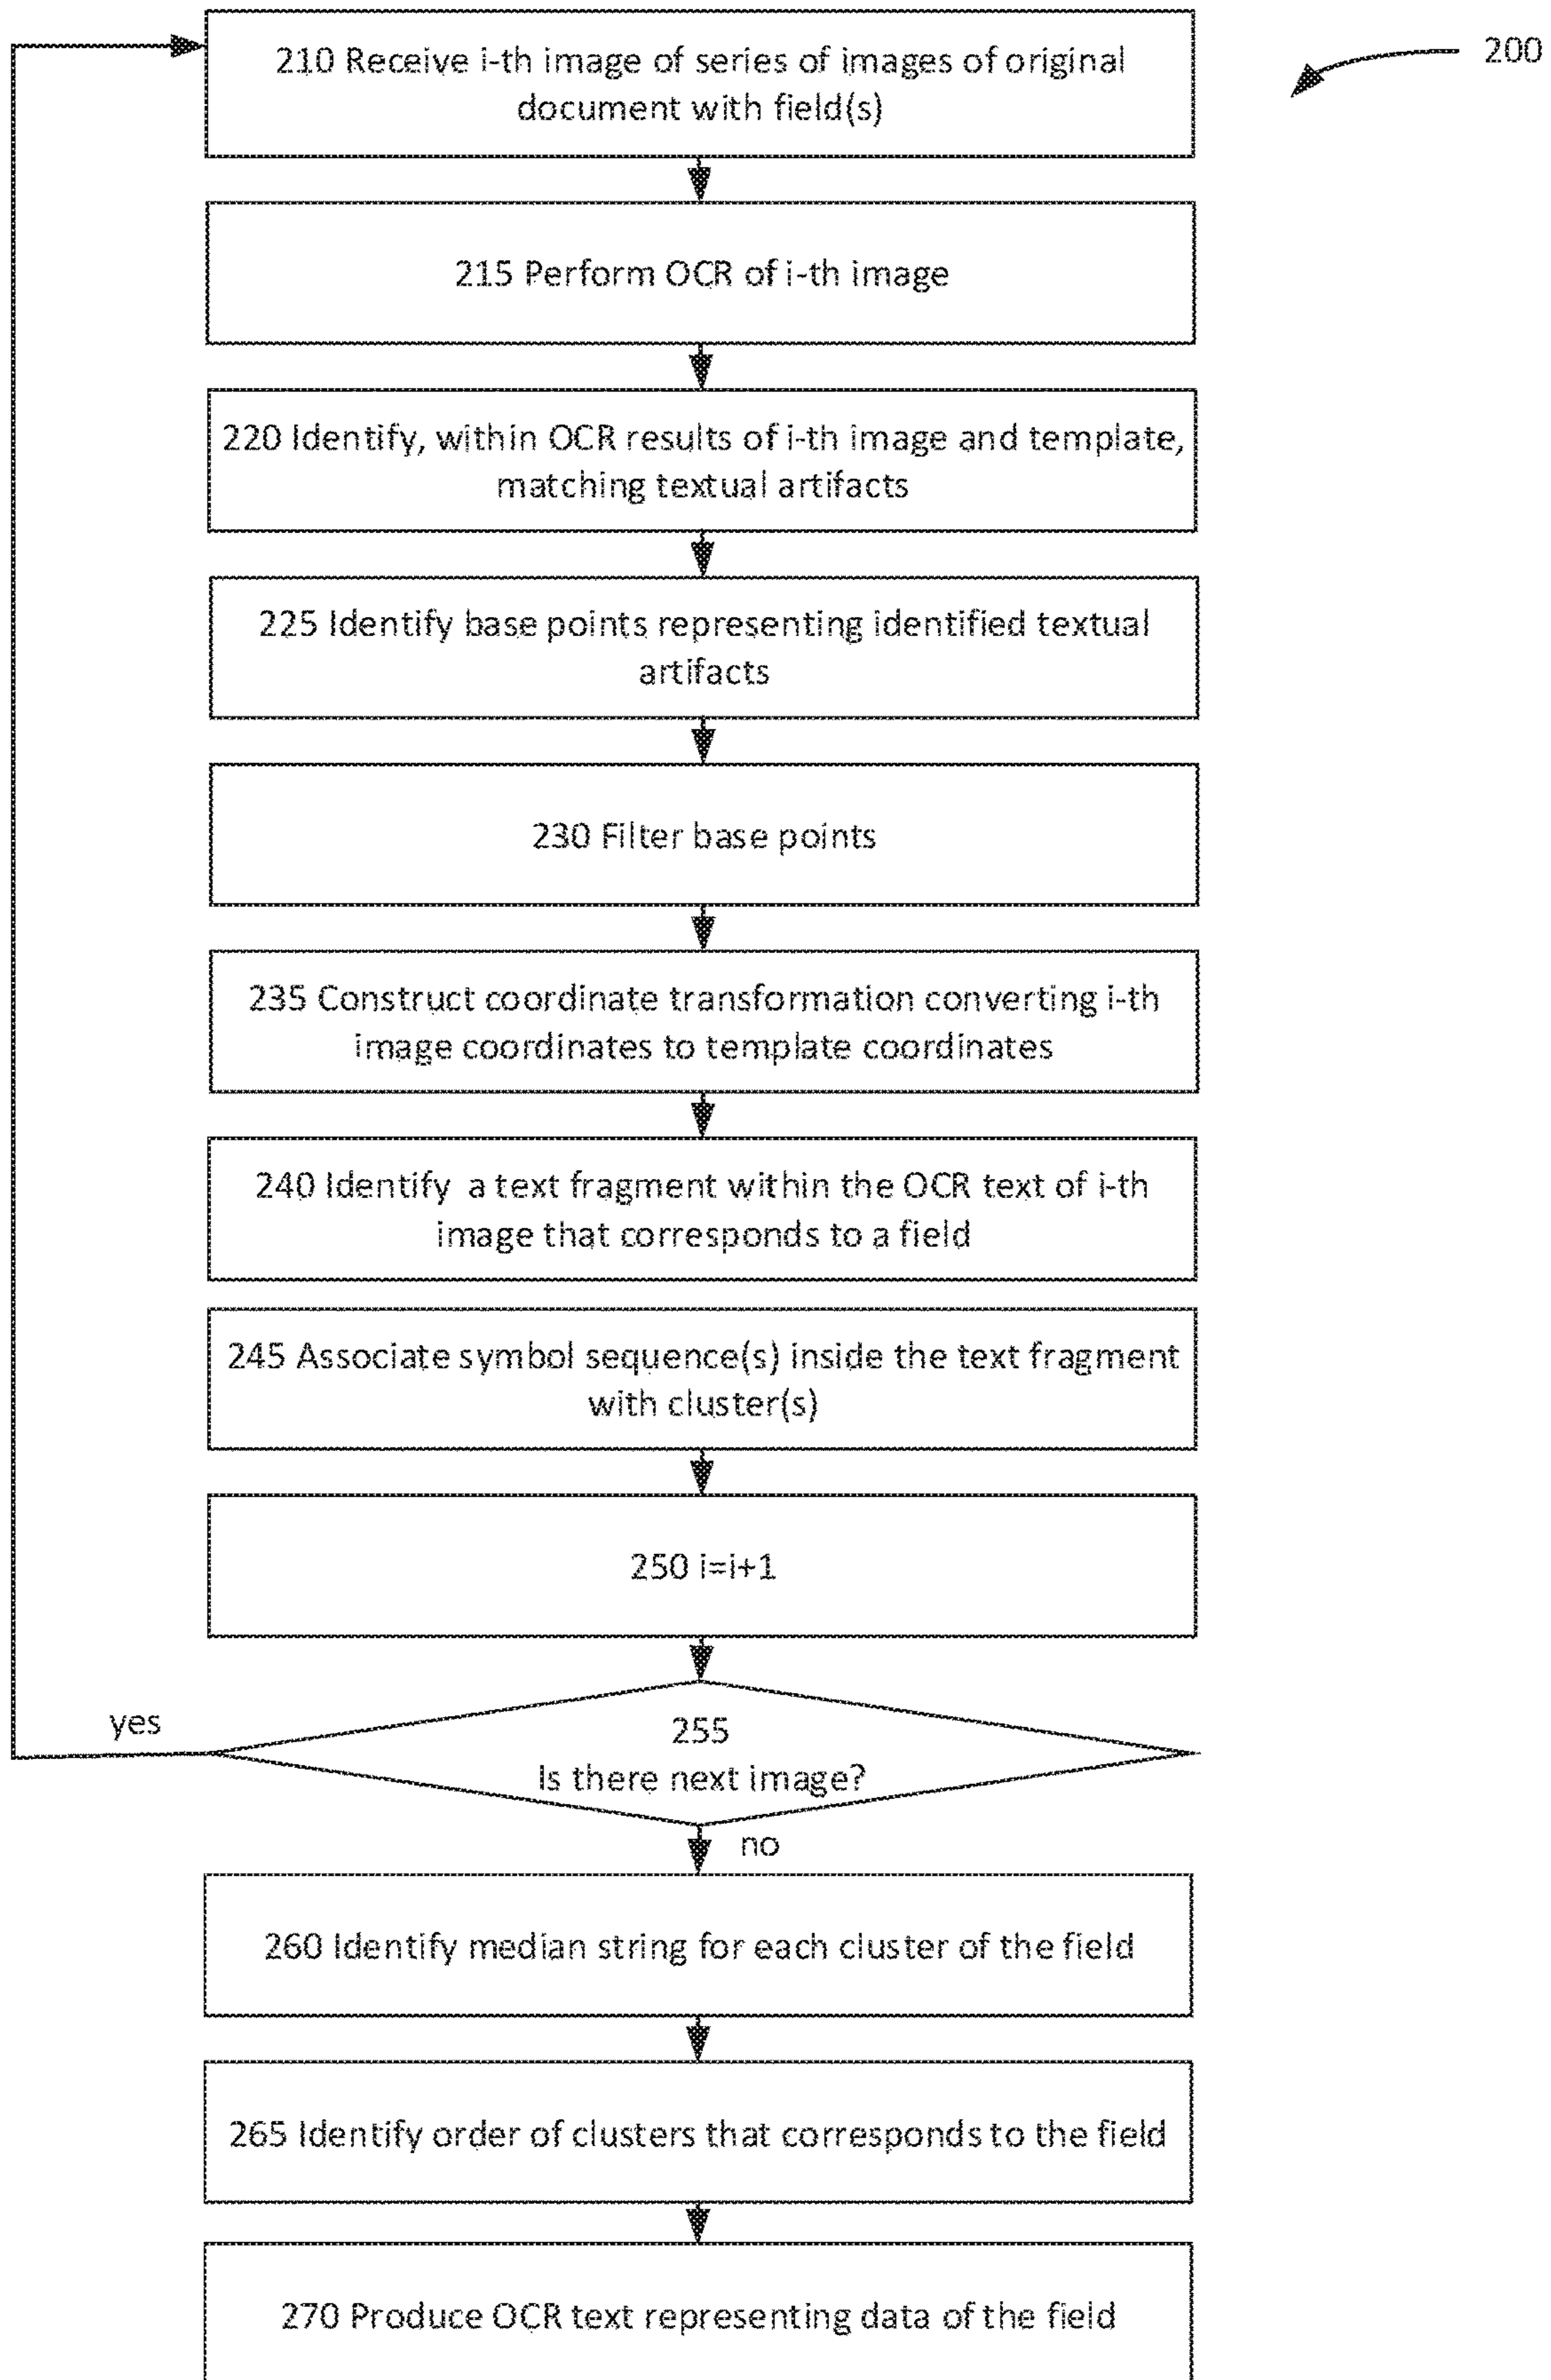 200
210 Receive i-th image of series of images of original
document with field(s)
215 Perform OCR of i-th image
220 Identify, within OCR results of i-th image and template,
matching textual artifacts
225 Identify base points representing identified textual
artifacts
230 Filter base points
235 Construct coordinate transformation converting i-th
image coordinates to template coordinates
240 Identify a text fragment within the OCR text of i-th
image that corresponds to a field
245 Associate symbol sequence(s) inside the text fragment
with cluster(s)
250 i=i+1
yes
255
Is there next image?
no
260 Identify median string for each cluster of the field
265 Identify order of clusters that corresponds to the field
270 Produce OCR text representing data of the field